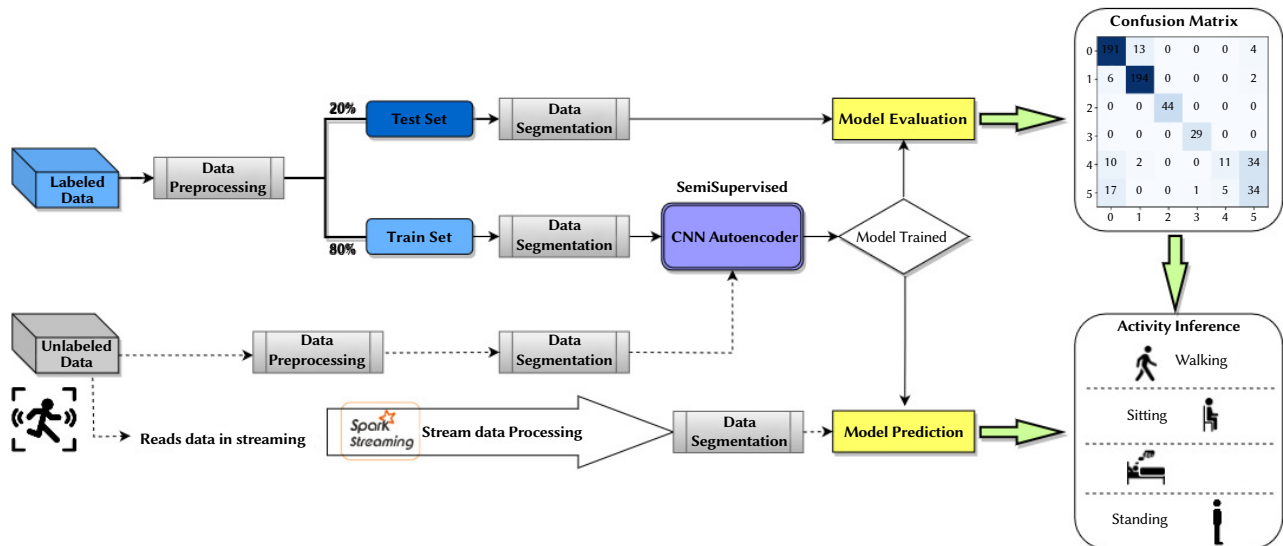 Confusion Matrix
0 191 13 0 0 0 4
1 6 194 0 0 0 2
2 0 0 44 0 0 0
3 0 0 0 29 0 0
4 10 2 0 0 11 34
5 17 0 0 1 5 34
0 1 2 3 4 5
20%
Test Set
Data
Segmentation
Model Evaluation
Labeled
Data
Data
Preprocessing
80%
Train Set
Data
Segmentation
SemiSupervised
CNN Autoencoder
Model Trained
Unlabeled
Data
Data
Preprocessing
Data
Segmentation
Reads data in streaming
Spark
Streaming
Stream data Processing
Data
Segmentation
Model Prediction
Activity Inference
Walking
Sitting
Standing